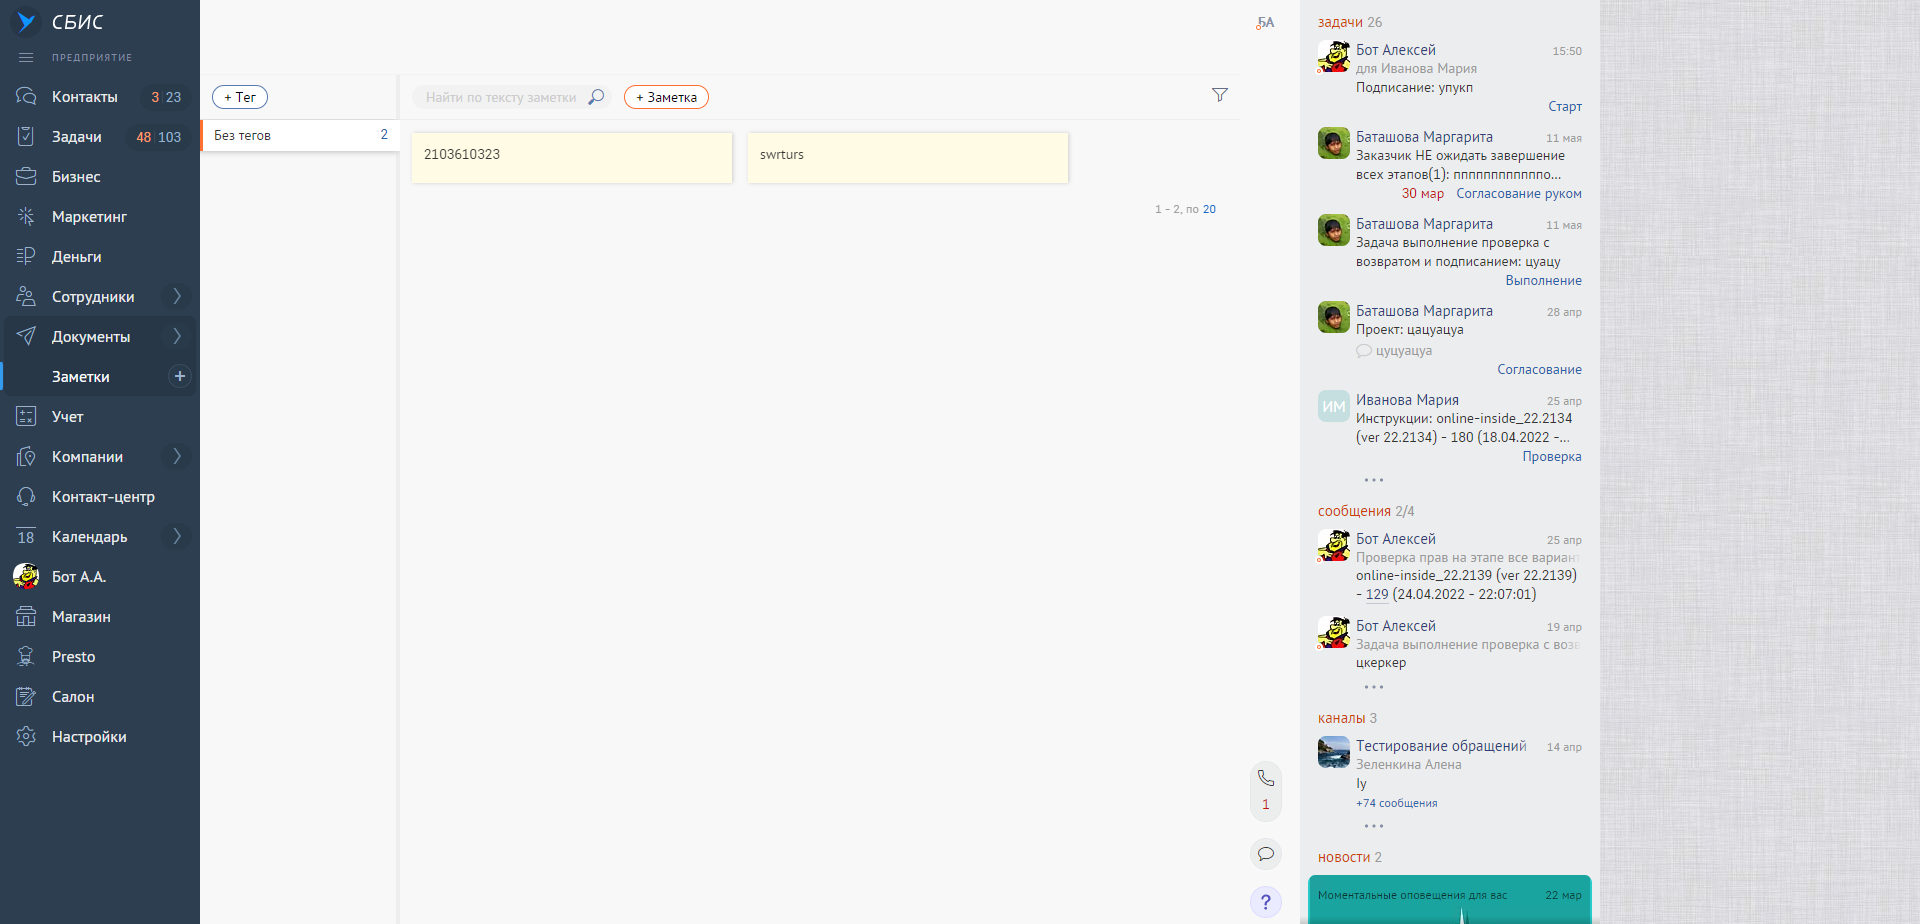 СБИС
ПРЕДПРИЯТИЕ
Контакты 3 23
Задачи 48 103
Бизнес
Маркетинг
Деньги
Сотрудники
Документы
Заметки
Учет
Компании
Контакт-центр
18 Календарь
Бот А.А.
Магазин
Presto
Салон
Настройки
+ Тег
Без тегов 2
Найти по тексту заметки
+ Заметка
2103610323
swrturs
1 - 2, по 20
БА
1
?
задачи 26
Бот Алексей 15:50
для Иванова Мария
Подписание: упукп
Старт
Баташова Маргарита 11 мая
Заказчик НЕ ожидать завершение
всех этапов(1): пппппппппппо...
30 мар Согласование руком
Баташова Маргарита 11 мая
Задача выполнение проверка с
возвратом и подписанием: цуацу
Выполнение
Баташова Маргарита 28 апр
Проект: цацуацуа
цуцуацуа
Согласование
ИМ Иванова Мария 25 апр
Инструкции: online-inside_22.2134
(ver 22.2134) - 180 (18.04.2022 -...
Проверка
сообщения 2/4
Бот Алексей 25 апр
Проверка прав на этапе все вариант
online-inside_22.2139 (ver 22.2139)
- 129 (24.04.2022 - 22:07:01)
Бот Алексей 19 апр
Задача выполнение проверка с возв
цкеркер
каналы 3
Тестирование обращений 14 апр
Зеленкина Алена
Iy
+74 сообщения
новости 2
Моментальные оповещения для вас 22 мар